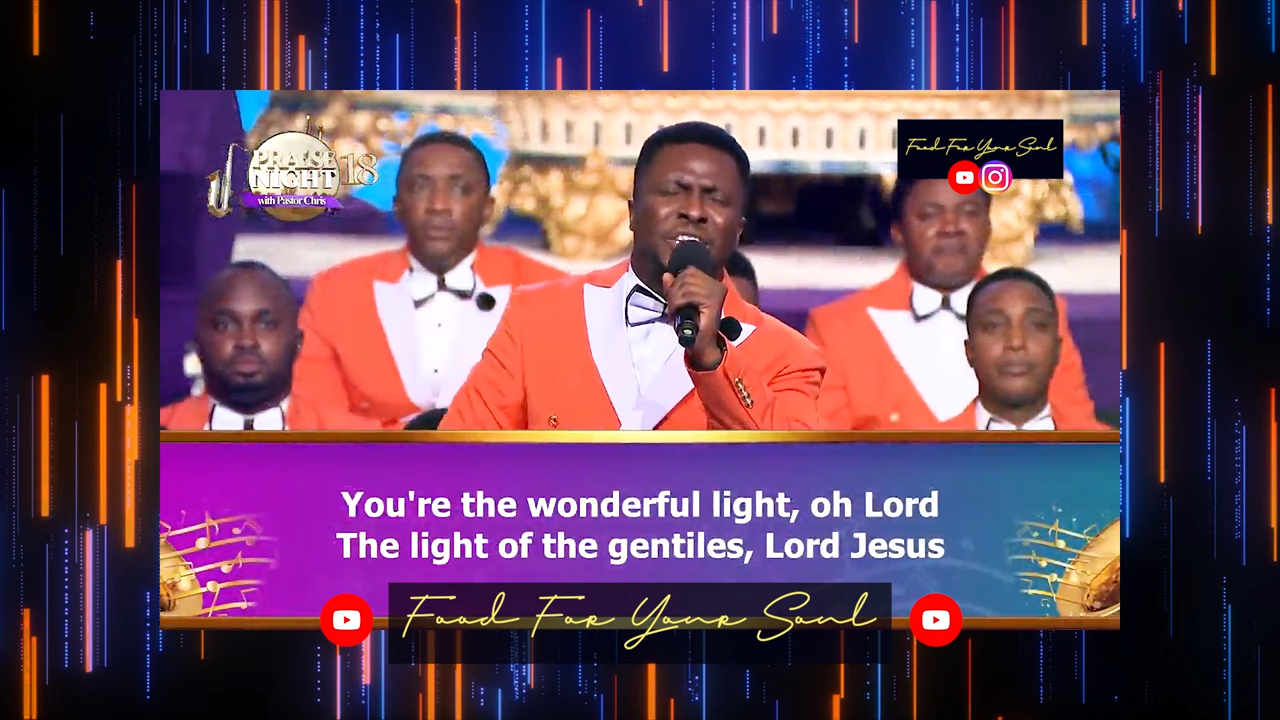 PRAISE
NIGHT 18
with Pastor Chris
Food For Your Soul
You're the wonderful light, oh Lord
The light of the gentiles, Lord Jesus
Food For Your Soul